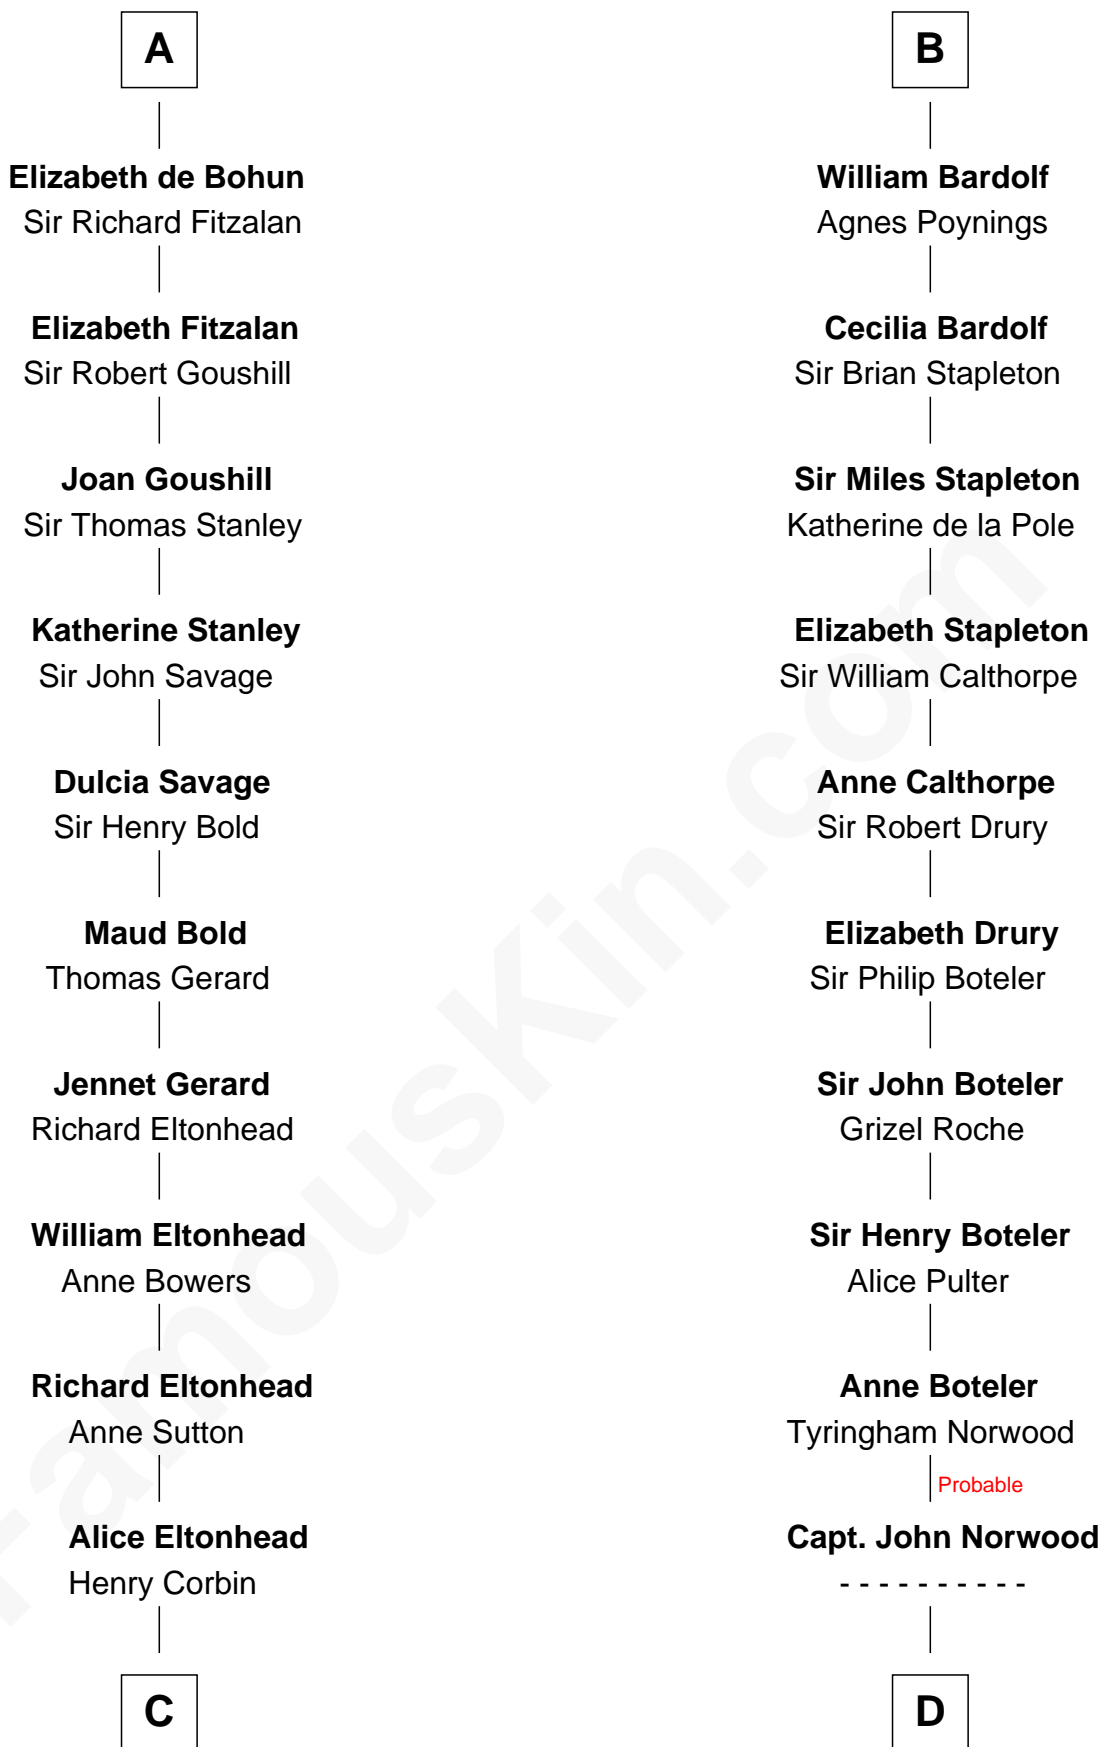 A
Elizabeth de Bohun
Sir Richard Fitzalan
Elizabeth Fitzalan
Sir Robert Goushill
Joan Goushill
Sir Thomas Stanley
Katherine Stanley
Sir John Savage
Dulcia Savage
Sir Henry Bold
Maud Bold
Thomas Gerard
Jennet Gerard
Richard Eltonhead
William Eltonhead
Anne Bowers
Richard Eltonhead
Anne Sutton
Alice Eltonhead
Henry Corbin
C
B
William Bardolf
Agnes Poynings
Cecilia Bardolf
Sir Brian Stapleton
Sir Miles Stapleton
Katherine de la Pole
Elizabeth Stapleton
Sir William Calthorpe
Anne Calthorpe
Sir Robert Drury
Elizabeth Drury
Sir Philip Boteler
Sir John Boteler
Grizel Roche
Sir Henry Boteler
Alice Pulter
Anne Boteler
Tyringham Norwood
Probable
Capt. John Norwood
- - - - - - - - - -
D
FamousKin.com